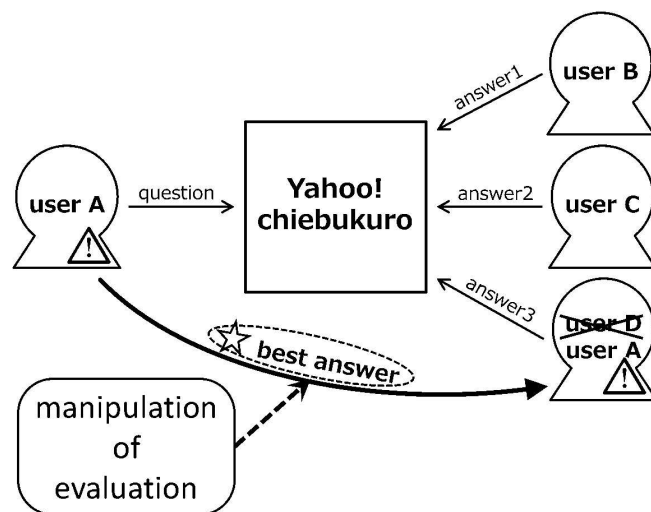 user B
answer1
user A
question
Yahoo!
chiebukuro
answer2
user C
answer3
user D
user A
best answer
manipulation
of
evaluation